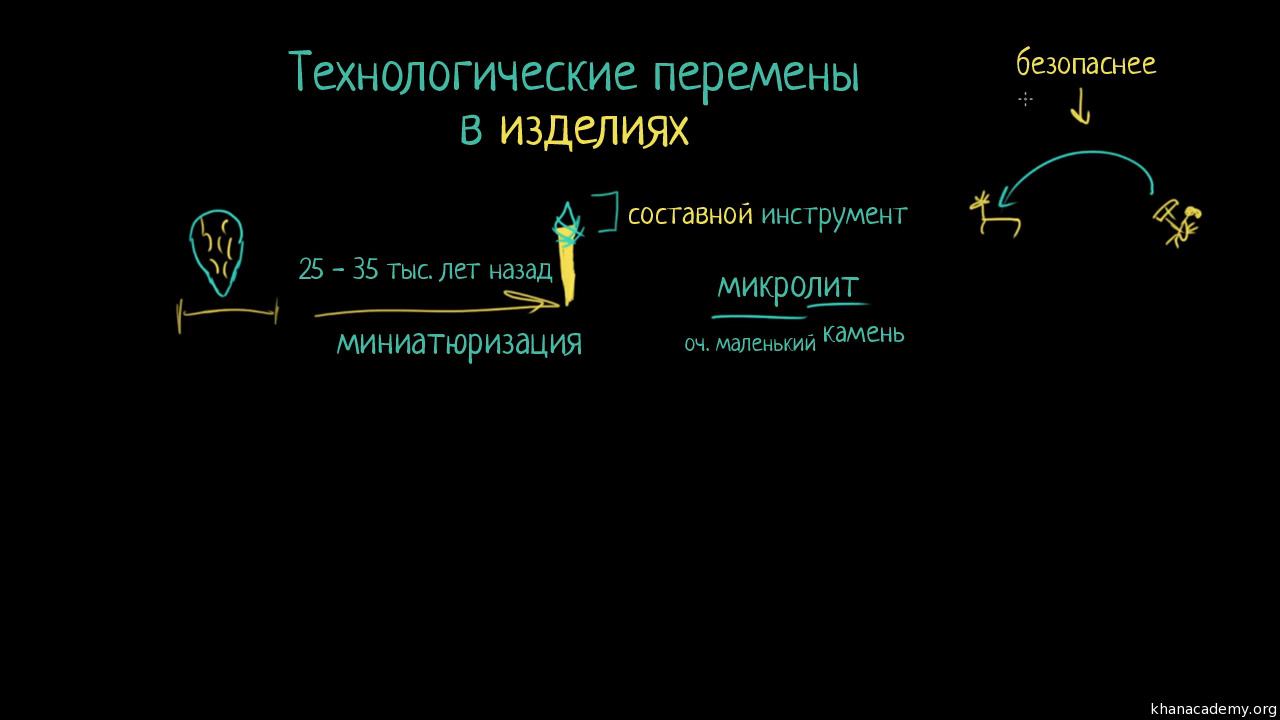 Технологические перемены
в изделиях
безопаснее
составной инструмент
25 - 35 тыс. лет назад
миниатюризация
микролит
оч. маленький камень
khanacademy.org